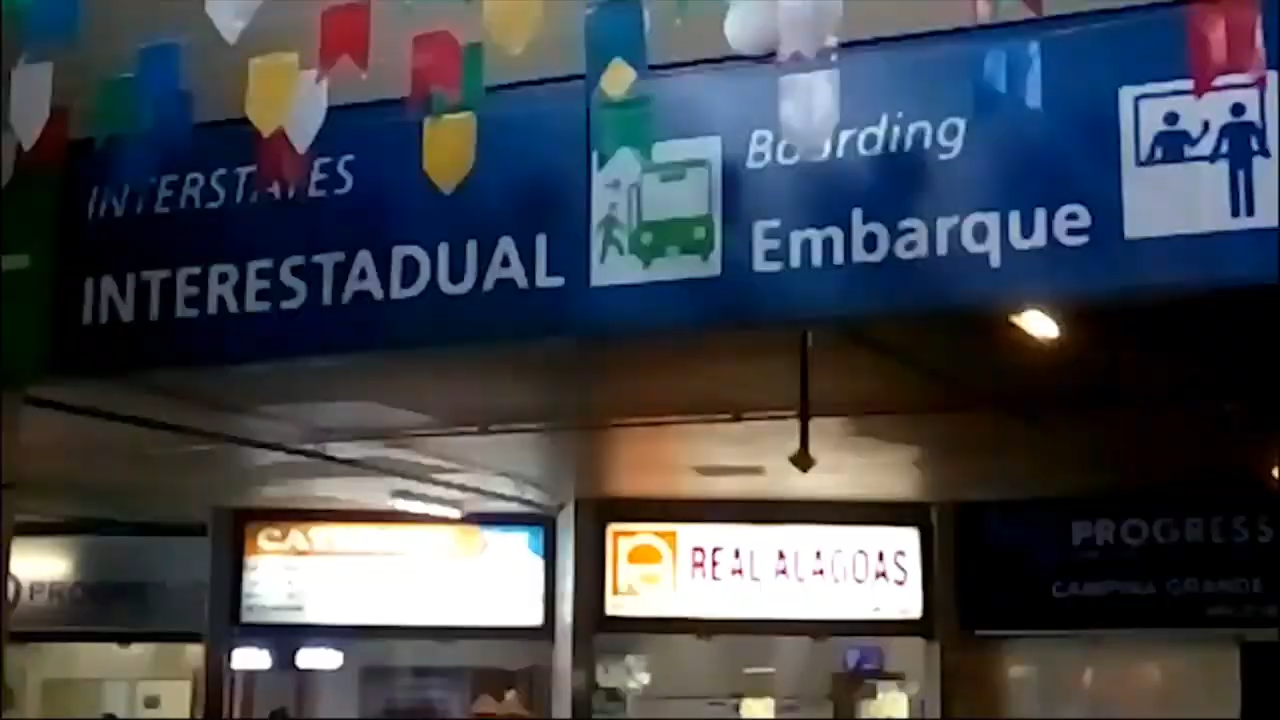 INTERSTATES
INTERESTADUAL
Boarding
Embarque
REAL ALAGOAS
PROGRESS
CAMPINA GRANDE